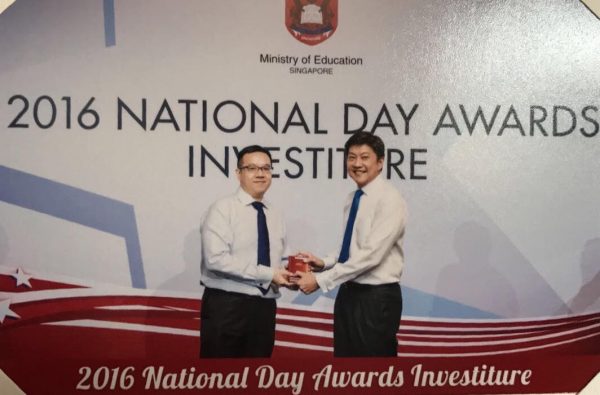 Ministry of Education
SINGAPORE
2016 NATIONAL DAY AWARDS
INVESTITURE
2016 National Day Awards Investiture